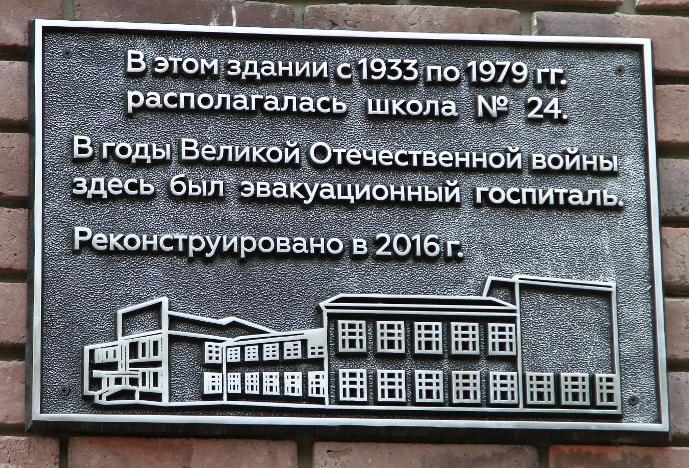 В этом здании с 1933 по 1979 гг.
располагалась школа № 24.
В годы Великой Отечественной войны
здесь был эвакуационный госпиталь.
Реконструировано в 2016 г.